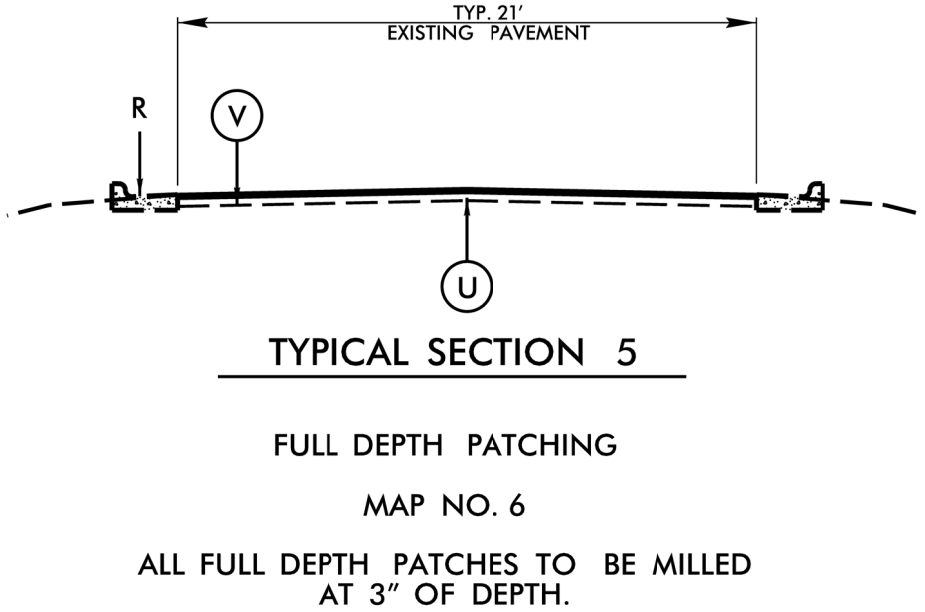 TYP. 21'
EXISTING PAVEMENT
R
V
U
TYPICAL SECTION 5
FULL DEPTH PATCHING
MAP NO. 6
ALL FULL DEPTH PATCHES TO BE MILLED
AT 3" OF DEPTH.